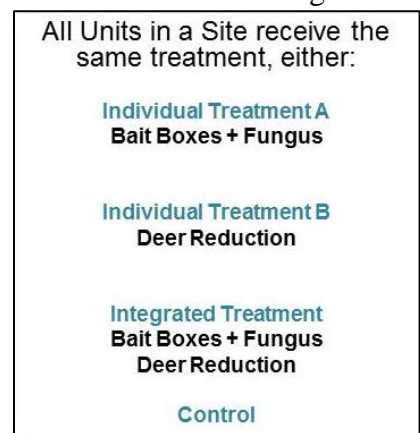 All Units in a Site receive the
same treatment, either:
Individual Treatment A
Bait Boxes + Fungus
Individual Treatment B
Deer Reduction
Integrated Treatment
Bait Boxes + Fungus
Deer Reduction
Control